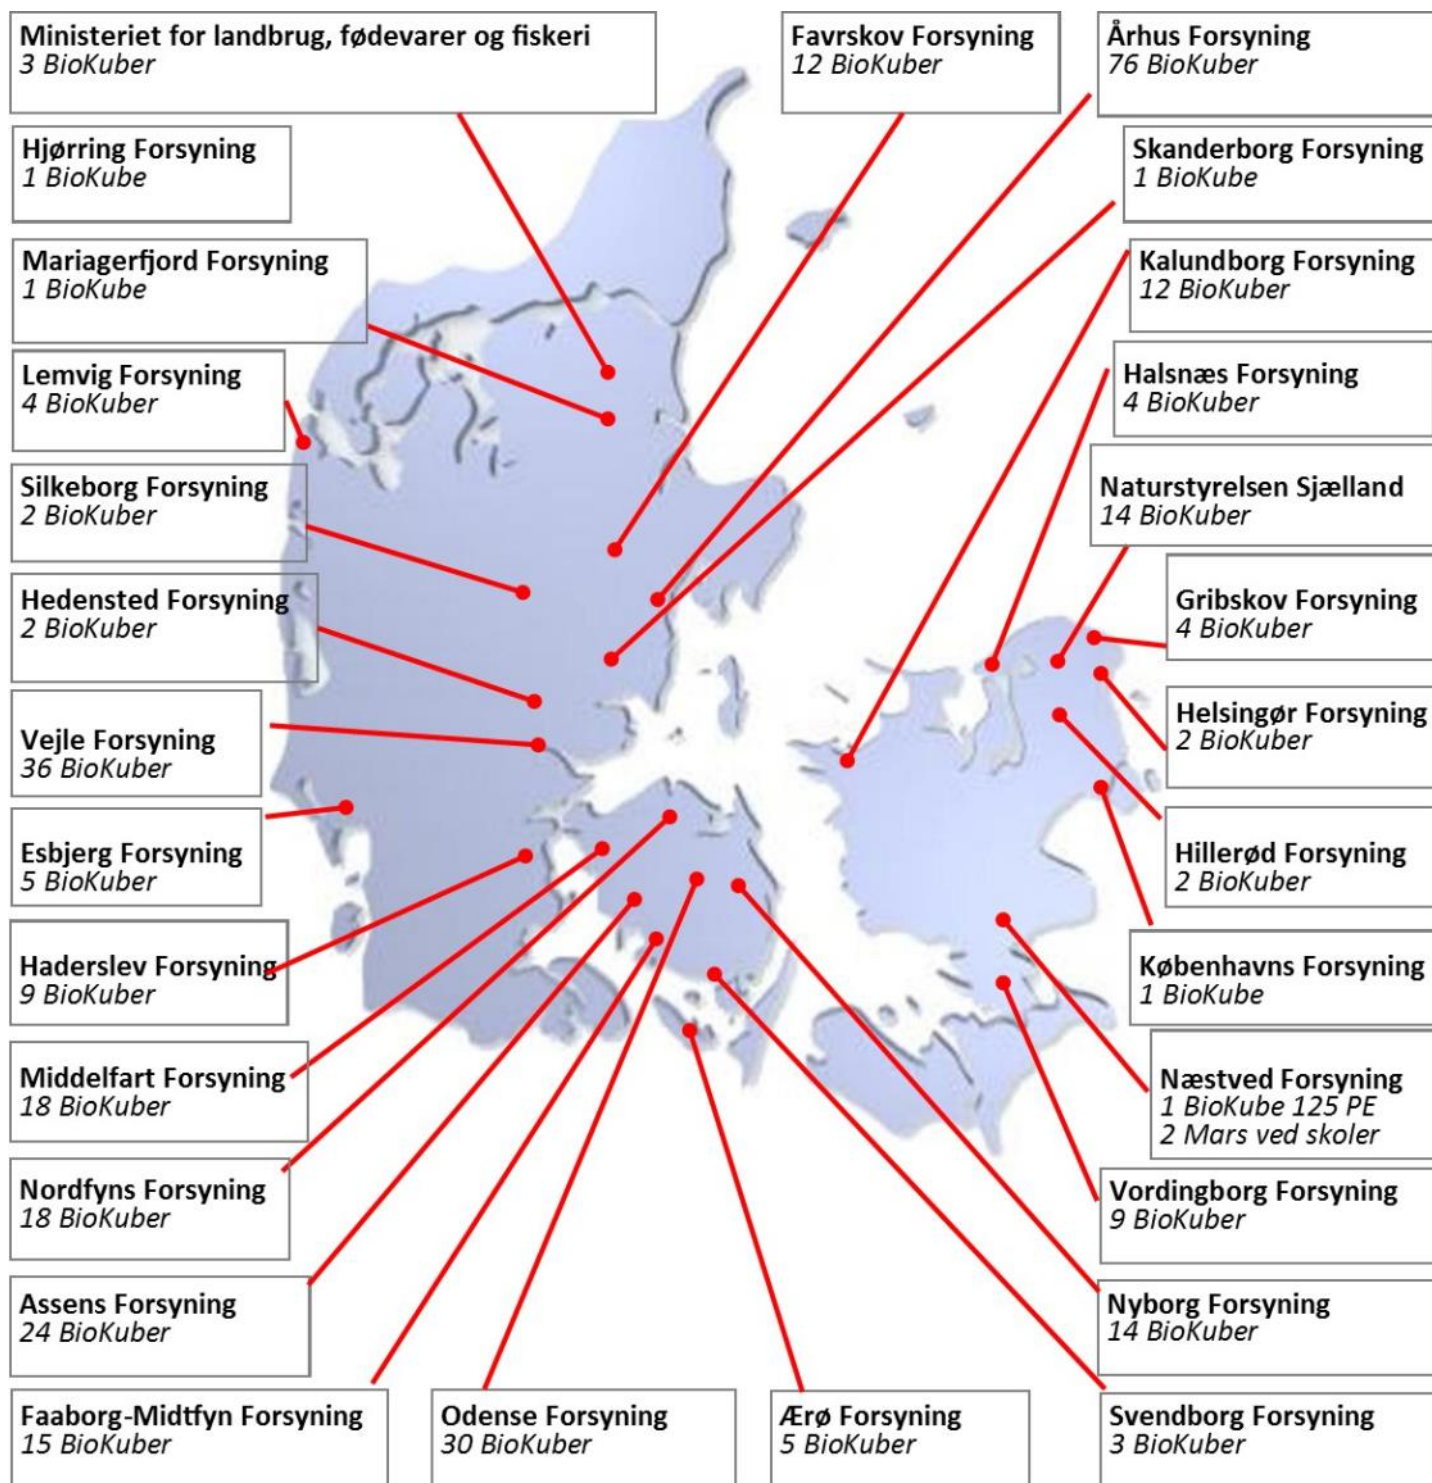 Ministeriet for landbrug, fødevarer og fiskeri
3 BioKuber
Favrskov Forsyning
12 BioKuber
Århus Forsyning
76 BioKuber
Hjørring Forsyning
1 BioKube
Skanderborg Forsyning
1 BioKube
Mariagerfjord Forsyning
1 BioKube
Kalundborg Forsyning
12 BioKuber
Lemvig Forsyning
4 BioKuber
Halsnæs Forsyning
4 BioKuber
Silkeborg Forsyning
2 BioKuber
Naturstyrelsen Sjælland
14 BioKuber
Hedensted Forsyning
2 BioKuber
Gribskov Forsyning
4 BioKuber
Vejle Forsyning
36 BioKuber
Helsingør Forsyning
2 BioKuber
Esbjerg Forsyning
5 BioKuber
Hillerød Forsyning
2 BioKuber
Haderslev Forsyning
9 BioKuber
Københavns Forsyning
1 BioKube
Middelfart Forsyning
18 BioKuber
Næstved Forsyning
1 BioKube 125 PE
2 Mars ved skoler
Nordfyns Forsyning
18 BioKuber
Vordingborg Forsyning
9 BioKuber
Assens Forsyning
24 BioKuber
Nyborg Forsyning
14 BioKuber
Faaborg-Midtfyn Forsyning
15 BioKuber
Odense Forsyning
30 BioKuber
Ærø Forsyning
5 BioKuber
Svendborg Forsyning
3 BioKuber